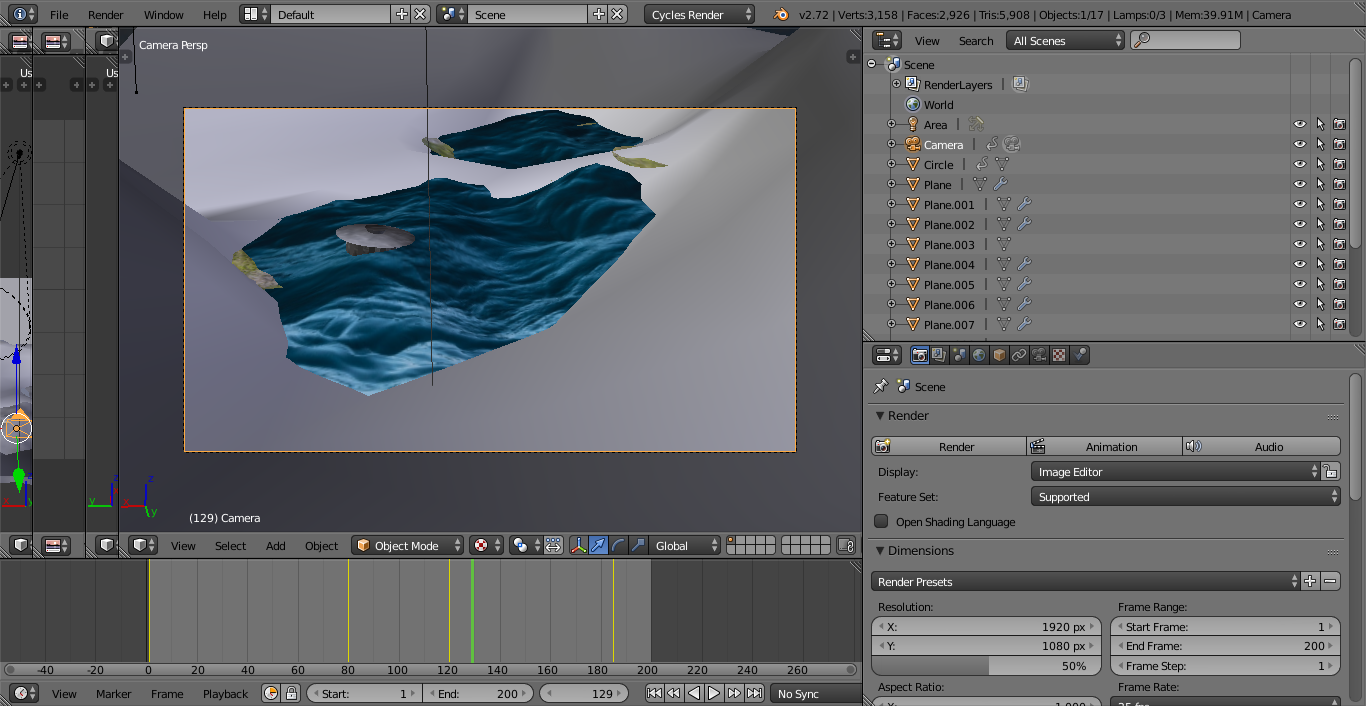 File Render Window Help Default Scene Cycles Render v2.72 | Verts:3,158 | Faces:2,926 | Tris:5,908 | Objects:1/17 | Lamps:0/3 | Mem:39.91M | Camera
Us
Us
Camera Persp
(129) Camera
View Select Add Object Object Mode Global
View Search All Scenes
Scene
RenderLayers
World
Area
Camera
Circle
Plane
Plane.001
Plane.002
Plane.003
Plane.004
Plane.005
Plane.006
Plane.007
Scene
Render
Render Animation Audio
Display: Image Editor
Feature Set: Supported
Open Shading Language
Dimensions
Render Presets
Resolution: Frame Range:
X: 1920 px Start Frame: 1
Y: 1080 px End Frame: 200
50% Frame Step: 1
Aspect Ratio: Frame Rate:
-40 -20 0 20 40 60 80 100 120 140 160 180 200 220 240 260
View Marker Frame Playback Start: 1 End: 200 129 No Sync